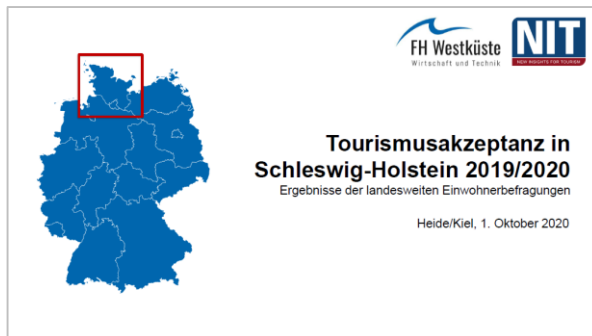 FH Westküste
Wirtschaft und Technik
NIT
NEW INSIGHTS FOR TOURISM
Tourismusakzeptanz in
Schleswig-Holstein 2019/2020
Ergebnisse der landesweiten Einwohnerbefragungen
Heide/Kiel, 1. Oktober 2020